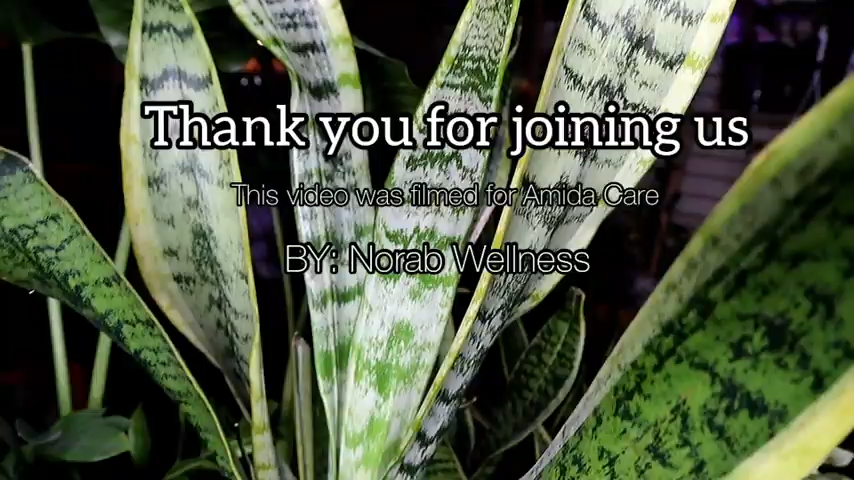 Thank you for joining us
This video was filmed for Amida Care
BY: Norab Wellness